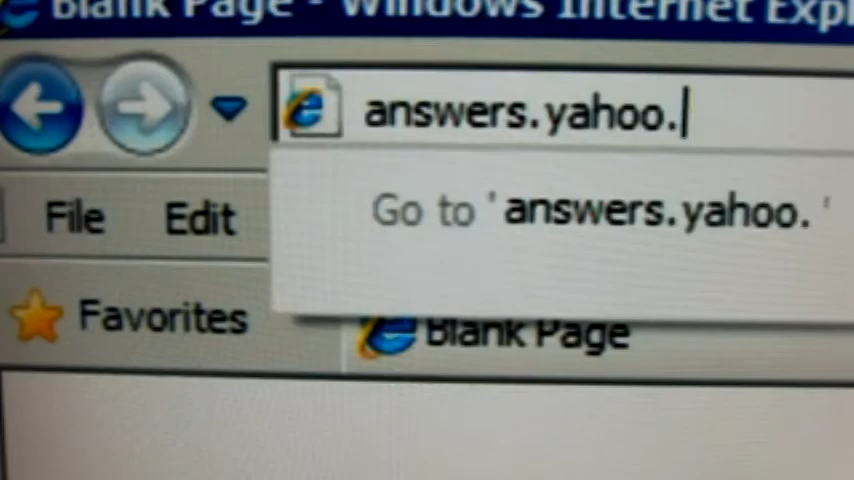 Blank Page - Windows Internet Expl
answers.yahoo.
Go to 'answers.yahoo. '
File Edit
Favorites
Blank Page